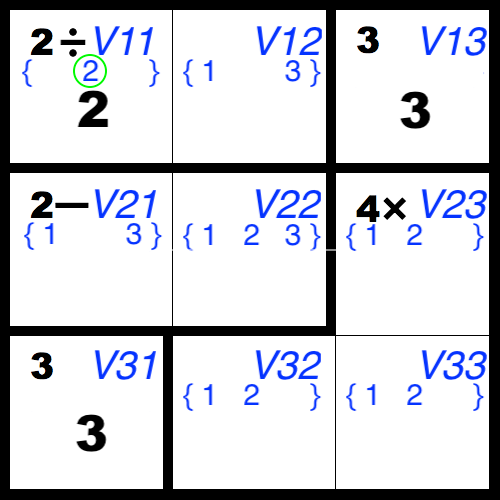 2÷ V11 V12 3 V13
{ 2 } { 1 3 }
2 3
2− V21 V22 4× V23
{ 1 3 } { 1 2 3 } { 1 2 }
3 V31 V32 V33
{ 1 2 } { 1 2 }
3